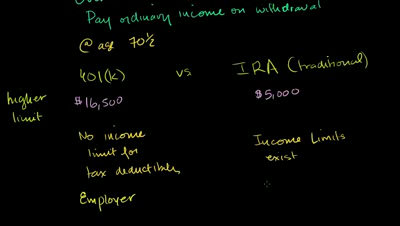 Pay ordinary income on withdrawal
@ age 70½
401(k) vs IRA (traditional)
higher limit $16,500 $5,000
No income limit for tax deductible,
Income Limits exist
Employer